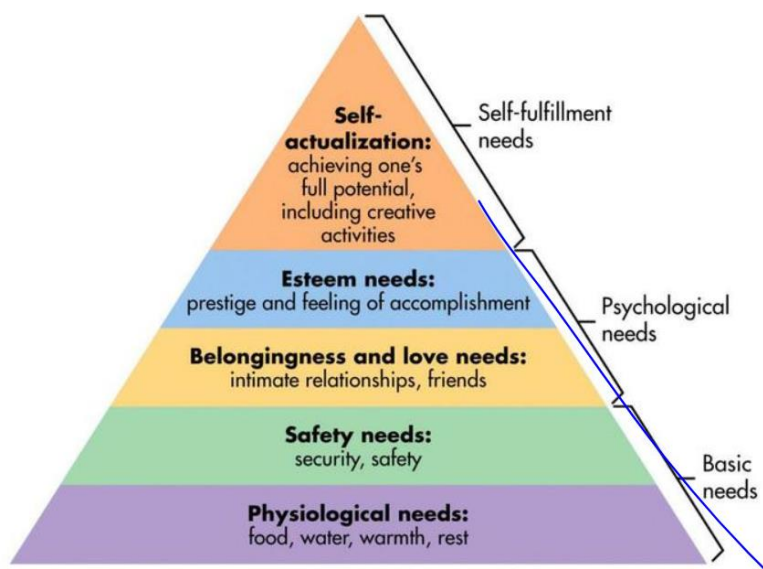 Self-
actualization:
achieving one's
full potential,
including creative
activities
Self-fulfillment
needs
Esteem needs:
prestige and feeling of accomplishment
Belongingness and love needs:
intimate relationships, friends
Psychological
needs
Safety needs:
security, safety
Physiological needs:
food, water, warmth, rest
Basic
needs